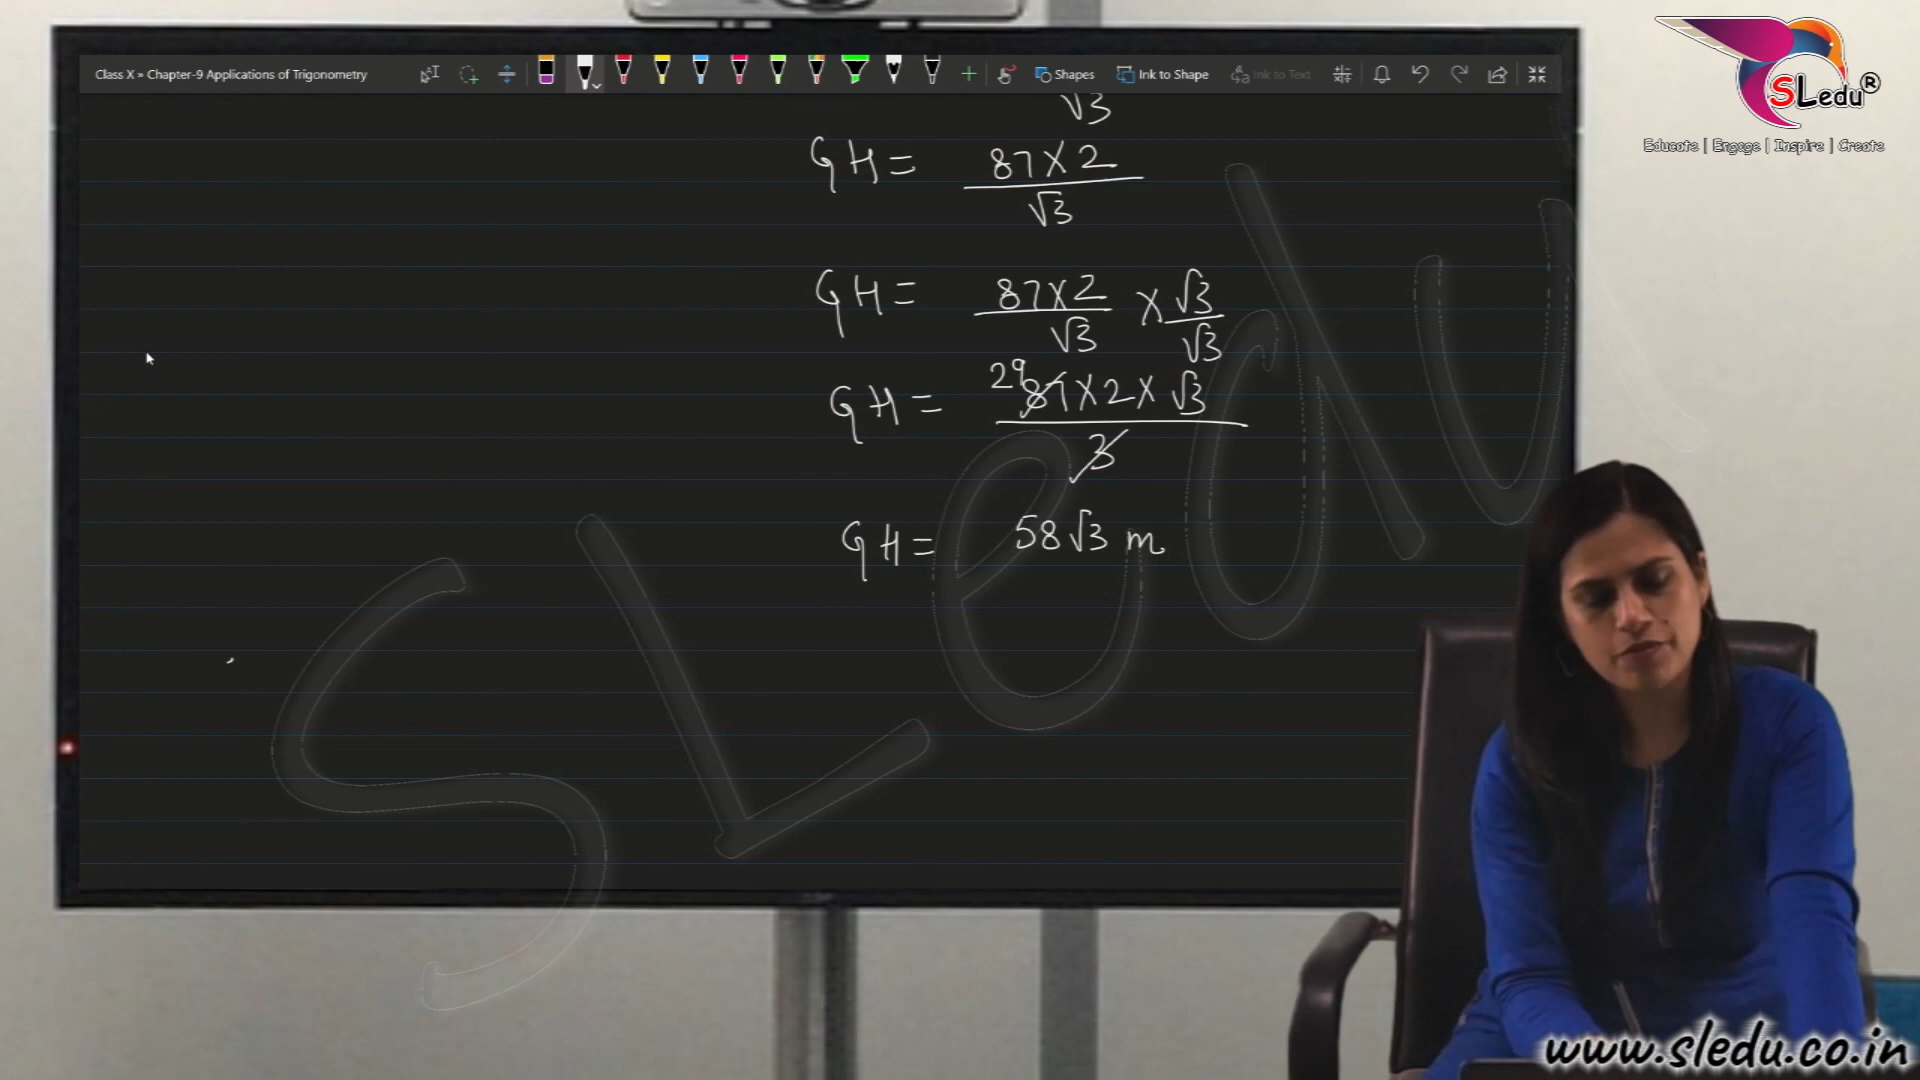 Class X » Chapter-9 Applications of Trigonometry
Shapes
Ink to Shape
Ink to Text
SLedu®
Educate | Engage | Inspire | Create
√3
GH = 87×2/√3
GH = 87×2/√3 × √3/√3
29
GH = 87×2×√3/3
GH = 58√3 m
SLedu
www.sledu.co.in